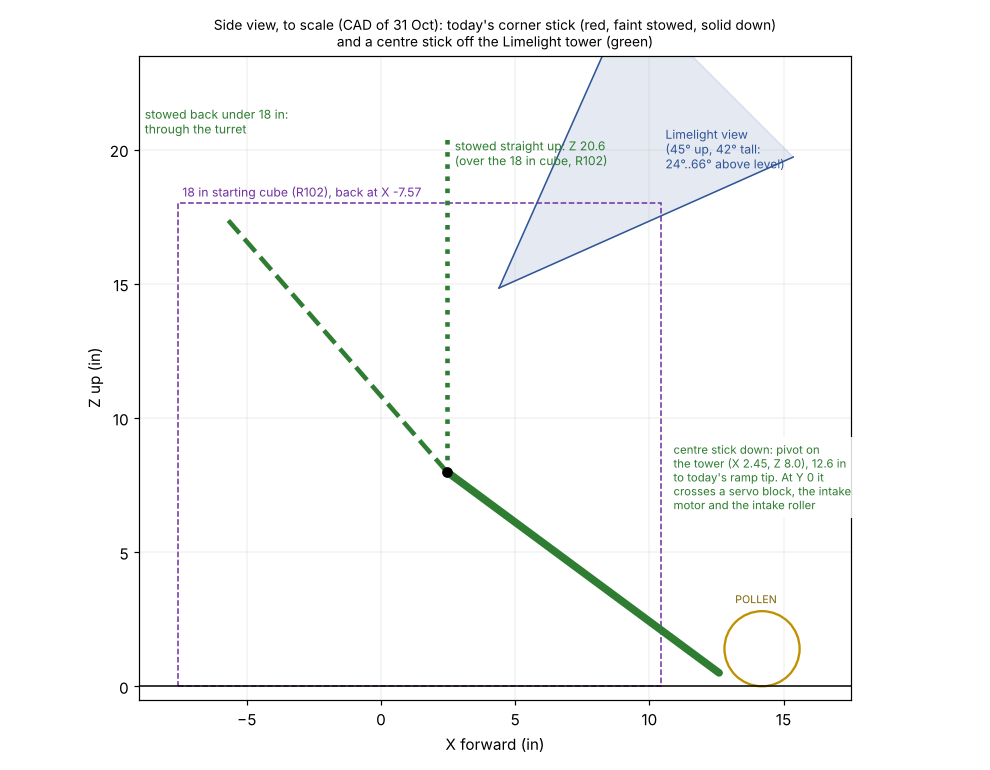 Side view, to scale (CAD of 31 Oct): today's corner stick (red, faint stowed, solid down)
and a centre stick off the Limelight tower (green)
stowed back under 18 in:
through the turret
stowed straight up: Z 20.6
(over the 18 in cube, R102)
Limelight view
(45° up, 42° tall:
24°..66° above level)
18 in starting cube (R102), back at X -7.57
centre stick down: pivot on
the tower (X 2.45, Z 8.0), 12.6 in
to today's ramp tip. At Y 0 it
crosses a servo block, the intake
motor and the intake roller
POLLEN
Z up (in)
20
15
10
5
0
−5
0
5
10
15
X forward (in)